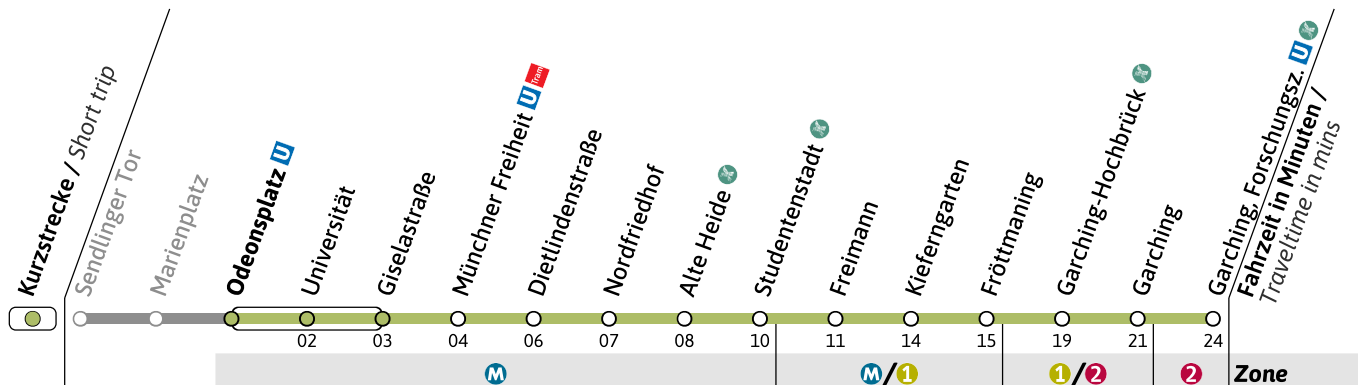 Kurzstrecke / Short trip
Sendlinger Tor
Marienplatz
Odeonsplatz U
Universität
Giselastraße
Münchner Freiheit U Tram
Dietlindenstraße
Nordfriedhof
Alte Heide
Studentenstadt
Freimann
Kieferngarten
Fröttmaning
Garching-Hochbrück
Garching
Garching, Forschungsz. U
Fahrzeit in Minuten /
Traveltime in mins
02 03 04 06 07 08 10 11 14 15 19 21 24
M M/1 1/2 2 Zone